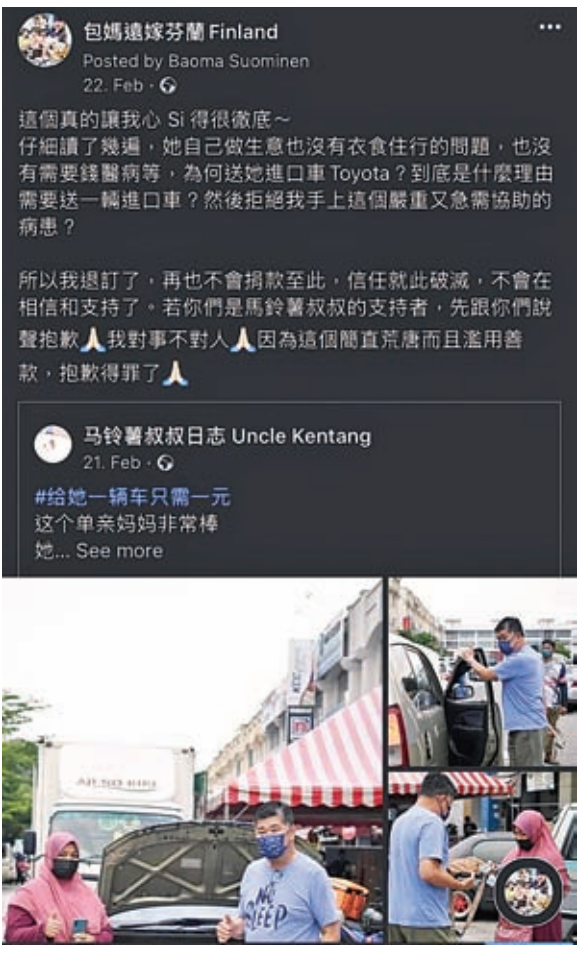 包媽遠嫁芬蘭 Finland
Posted by Baoma Suominen
22. Feb ·
這個真的讓我心 Si 得很徹底～
仔細讀了幾遍，她自己做生意也沒有衣食住行的問題，也沒
有需要錢醫病等，為何送她進口車 Toyota？到底是什麼理由
需要送一輛進口車？然後拒絕我手上這個嚴重又急需協助的
病患？
所以我退訂了，再也不會捐款至此，信任就此破滅，不會在
相信和支持了。若你們是馬鈴薯叔叔的支持者，先跟你們說
聲抱歉🙏🏻我對事不對人🙏🏻因為這個簡直荒唐而且濫用善
款，抱歉得罪了🙏🏻
马铃薯叔叔日志 Uncle Kentang
21. Feb ·
#给她一辆车只需一元
这个单亲妈妈非常棒
她... See more
NO
SLEEP